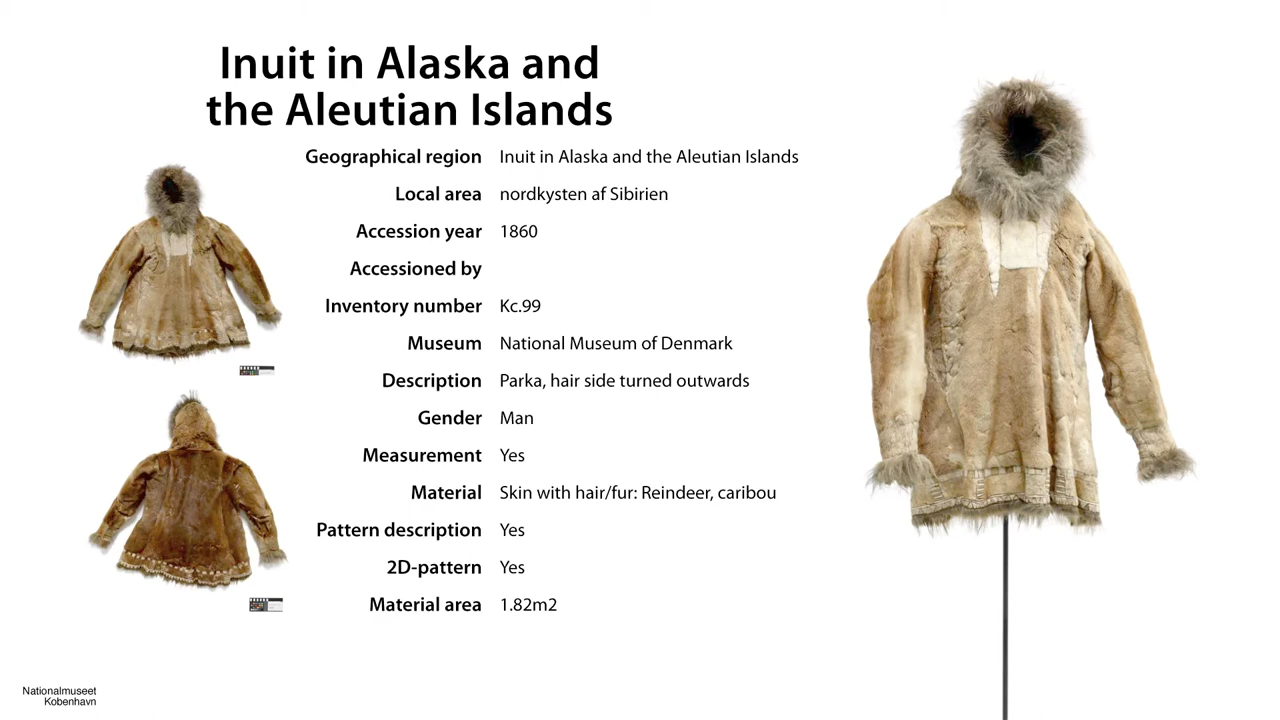 Inuit in Alaska and
the Aleutian Islands
Geographical region Inuit in Alaska and the Aleutian Islands
Local area nordkysten af Sibirien
Accession year 1860
Accessioned by
Inventory number Kc.99
Museum National Museum of Denmark
Description Parka, hair side turned outwards
Gender Man
Measurement Yes
Material Skin with hair/fur: Reindeer, caribou
Pattern description Yes
2D-pattern Yes
Material area 1.82m2
Nationalmuseet
Kobenhavn